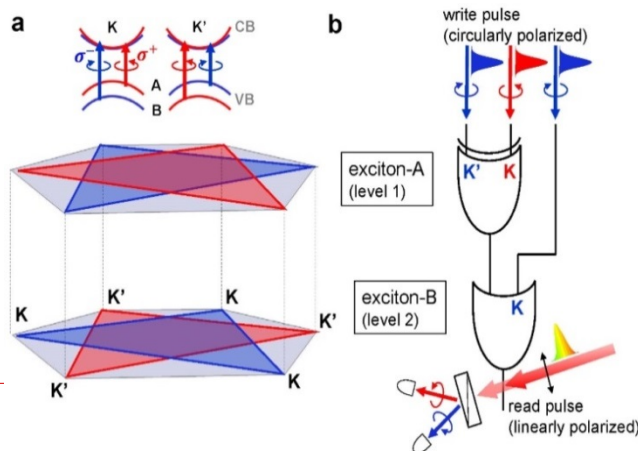 a
K
K'
CB
σ⁻
σ⁺
A
B
VB
K'
K
K
K'
K'
K
b
write pulse
(circularly polarized)
exciton-A
(level 1)
K'
K
exciton-B
(level 2)
K
read pulse
(linearly polarized)